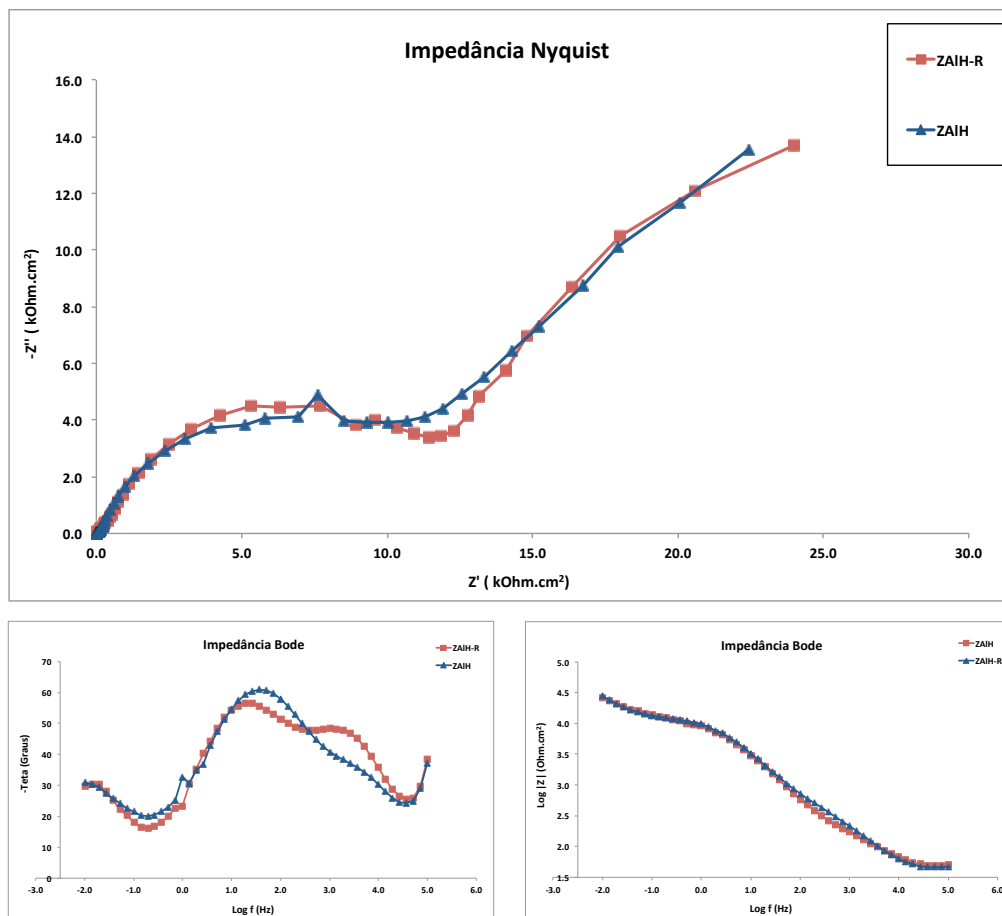 Impedância Nyquist
ZAlH-R
ZAlH
16.0
14.0
12.0
10.0
8.0
6.0
4.0
2.0
0.0
-Z'' ( kOhm.cm²)
0.0 5.0 10.0 15.0 20.0 25.0 30.0
Z' ( kOhm.cm²)
Impedância Bode
ZAlH-R
ZAlH
70
60
50
40
30
20
10
0
-Teta (Graus)
-3.0 -2.0 -1.0 0.0 1.0 2.0 3.0 4.0 5.0 6.0
Log f (Hz)
Impedância Bode
ZAlH
ZAlH-R
5.0
4.5
4.0
3.5
3.0
2.5
2.0
1.5
Log |Z| (Ohm.cm²)
-3.0 -2.0 -1.0 0.0 1.0 2.0 3.0 4.0 5.0 6.0
Log f (Hz)